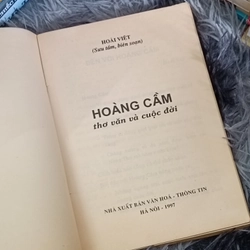 HOÀI VIỆT
(Sưu tầm, biên soạn)
HOÀNG CẦM
thơ văn và cuộc đời
NHÀ XUẤT BẢN VĂN HOÁ - THÔNG TIN
HÀ NỘI - 1997